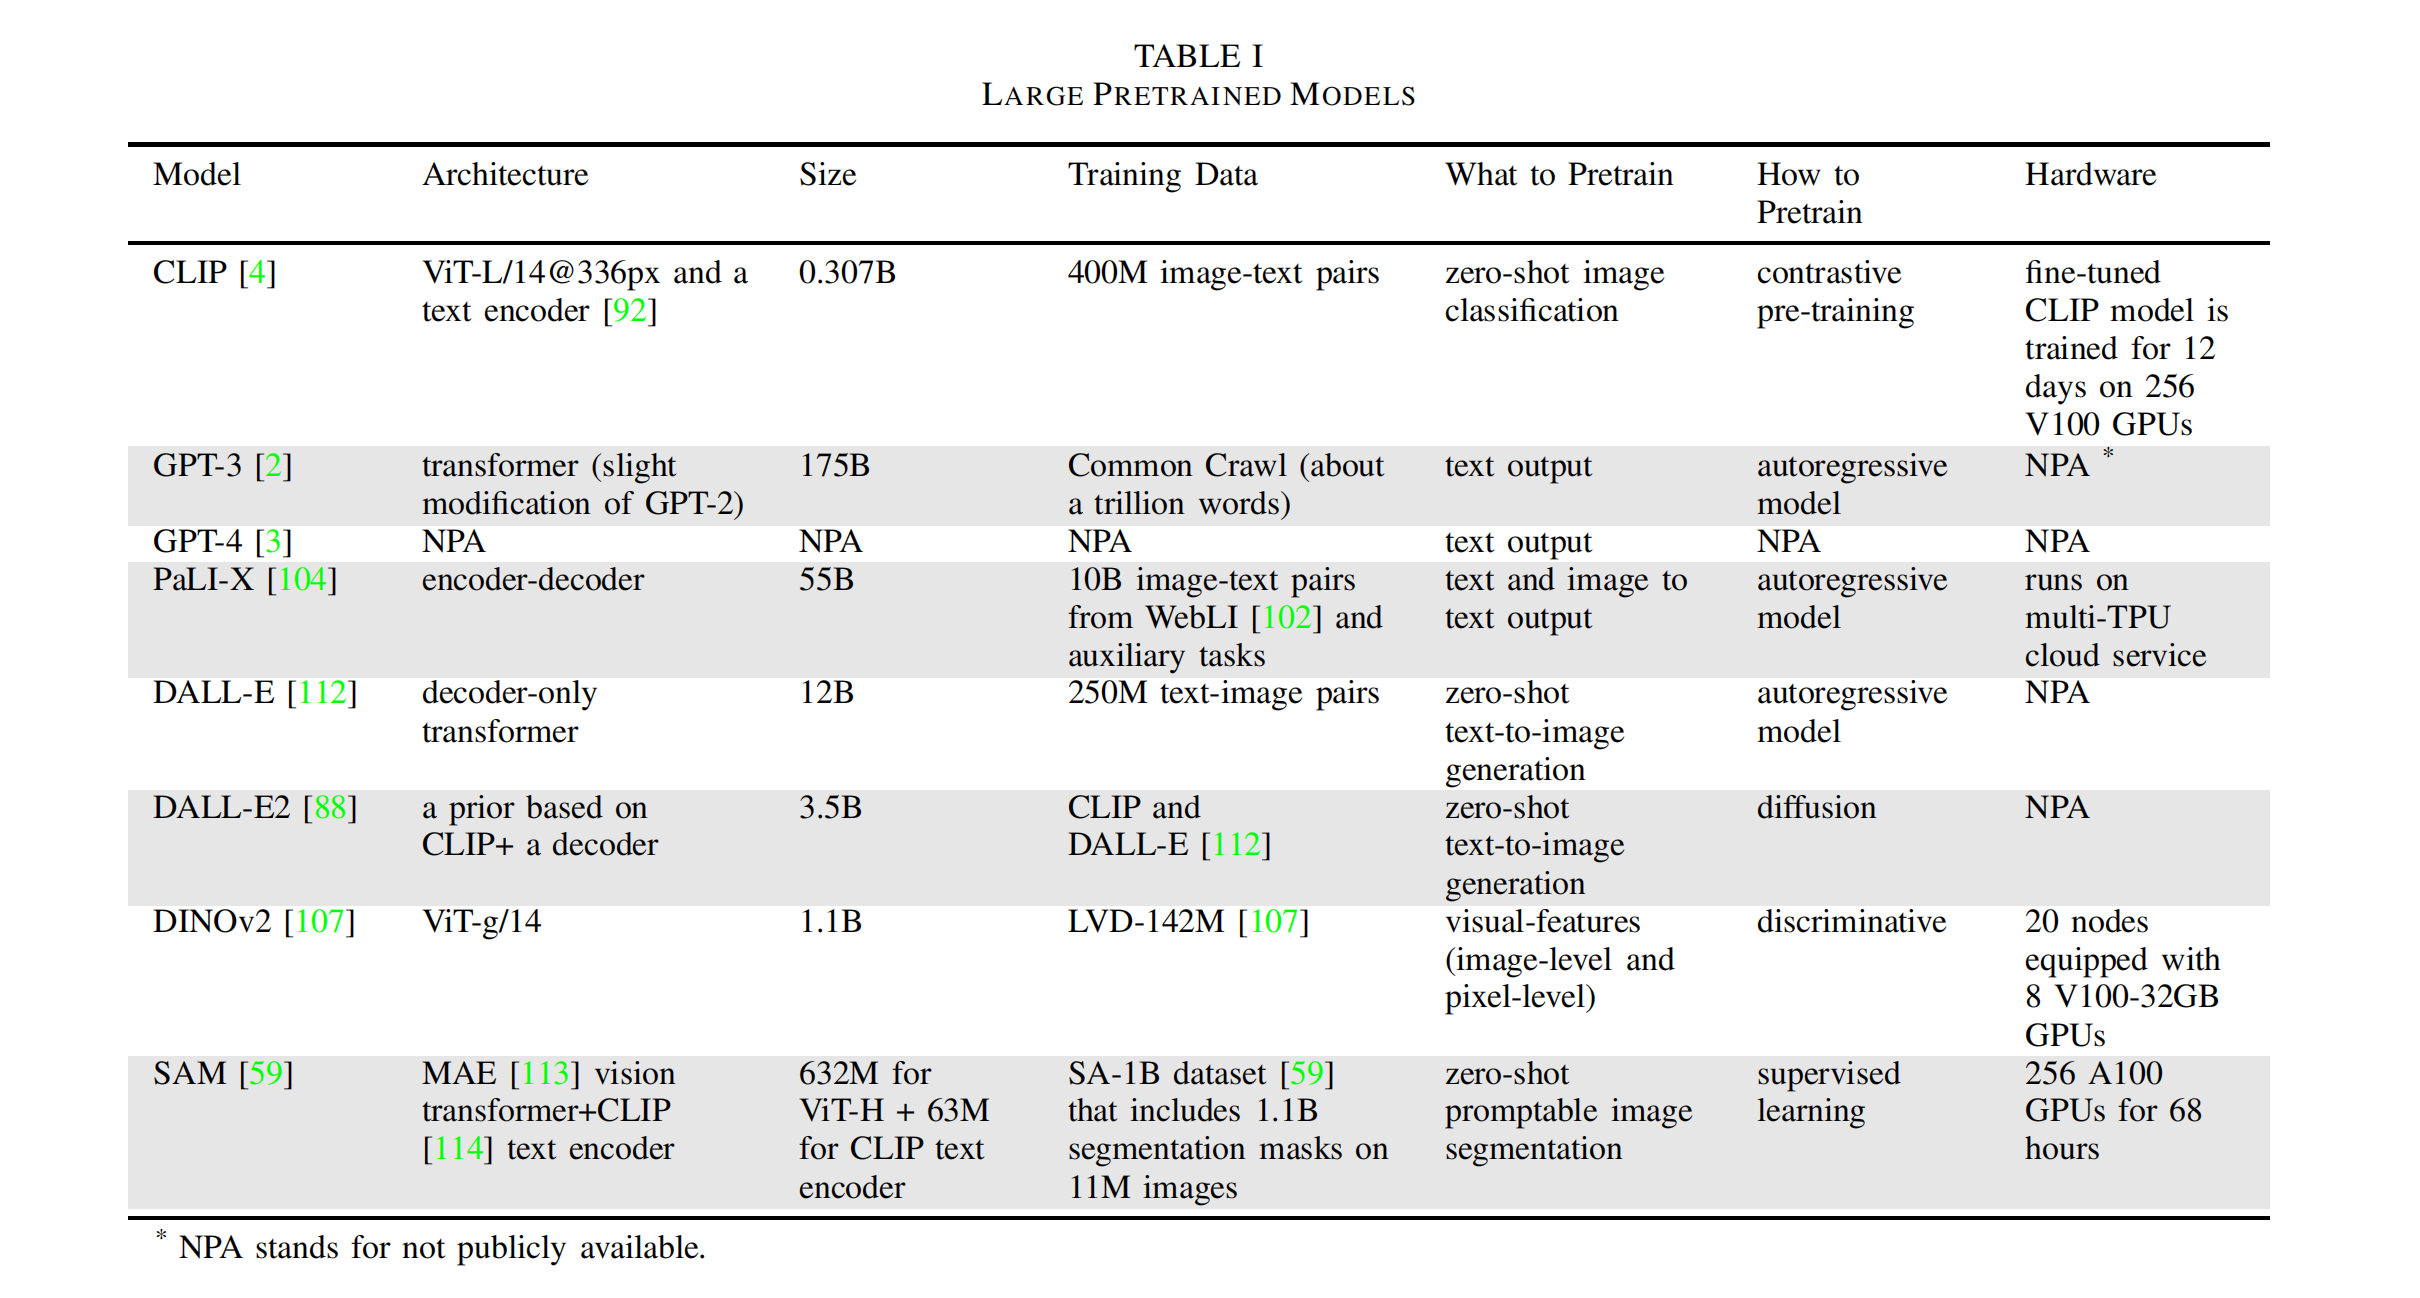 TABLE I
LARGE PRETRAINED MODELS
Model Architecture Size Training Data What to Pretrain How to Pretrain Hardware
CLIP [4] ViT-L/14@336px and a text encoder [92] 0.307B 400M image-text pairs zero-shot image classification contrastive pre-training fine-tuned CLIP model is trained for 12 days on 256 V100 GPUs
GPT-3 [2] transformer (slight modification of GPT-2) 175B Common Crawl (about a trillion words) text output autoregressive model NPA *
GPT-4 [3] NPA NPA NPA text output NPA NPA
PaLI-X [104] encoder-decoder 55B 10B image-text pairs from WebLI [102] and auxiliary tasks text and image to text output autoregressive model runs on multi-TPU cloud service
DALL-E [112] decoder-only transformer 12B 250M text-image pairs zero-shot text-to-image generation autoregressive model NPA
DALL-E2 [88] a prior based on CLIP+ a decoder 3.5B CLIP and DALL-E [112] zero-shot text-to-image generation diffusion NPA
DINOv2 [107] ViT-g/14 1.1B LVD-142M [107] visual-features (image-level and pixel-level) discriminative 20 nodes equipped with 8 V100-32GB GPUs
SAM [59] MAE [113] vision transformer+CLIP [114] text encoder 632M for ViT-H + 63M for CLIP text encoder SA-1B dataset [59] that includes 1.1B segmentation masks on 11M images zero-shot promptable image segmentation supervised learning 256 A100 GPUs for 68 hours
* NPA stands for not publicly available.